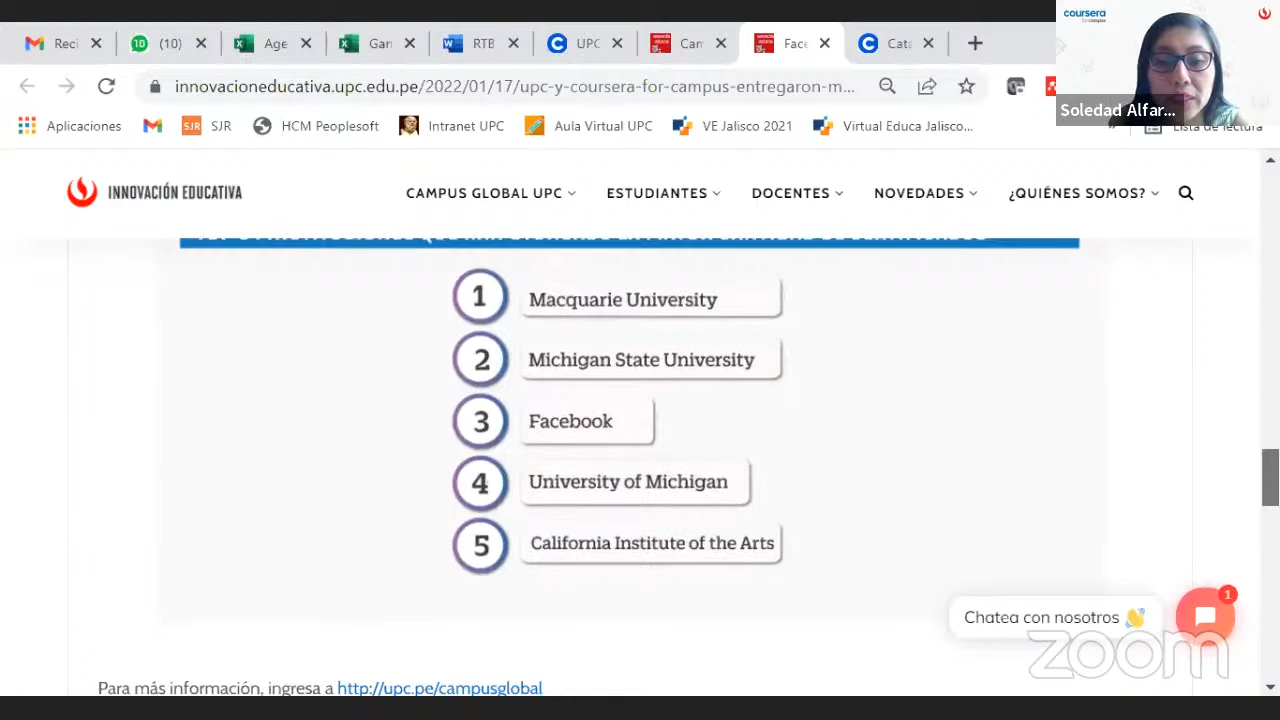 coursera
Reci
(10)
Age
Gan
RTE
UPC
Can
Face
Cata
innovacioneducativa.upc.edu.pe/2022/01/17/upc-y-coursera-for-campus-entregaron-m...
Soledad Alfar...
Aplicaciones
SJR
SJR
HCM Peoplesoft
Intranet UPC
Aula Virtual UPC
VE Jalisco 2021
Virtual Educa Jalisco...
Lista de lectura
INNOVACIÓN EDUCATIVA
CAMPUS GLOBAL UPC
ESTUDIANTES
DOCENTES
NOVEDADES
¿QUIÉNES SOMOS?
1 Macquarie University
2 Michigan State University
3 Facebook
4 University of Michigan
5 California Institute of the Arts
1
Chatea con nosotros 👋
zoom
Para más información, ingresa a http://upc.pe/campusglobal